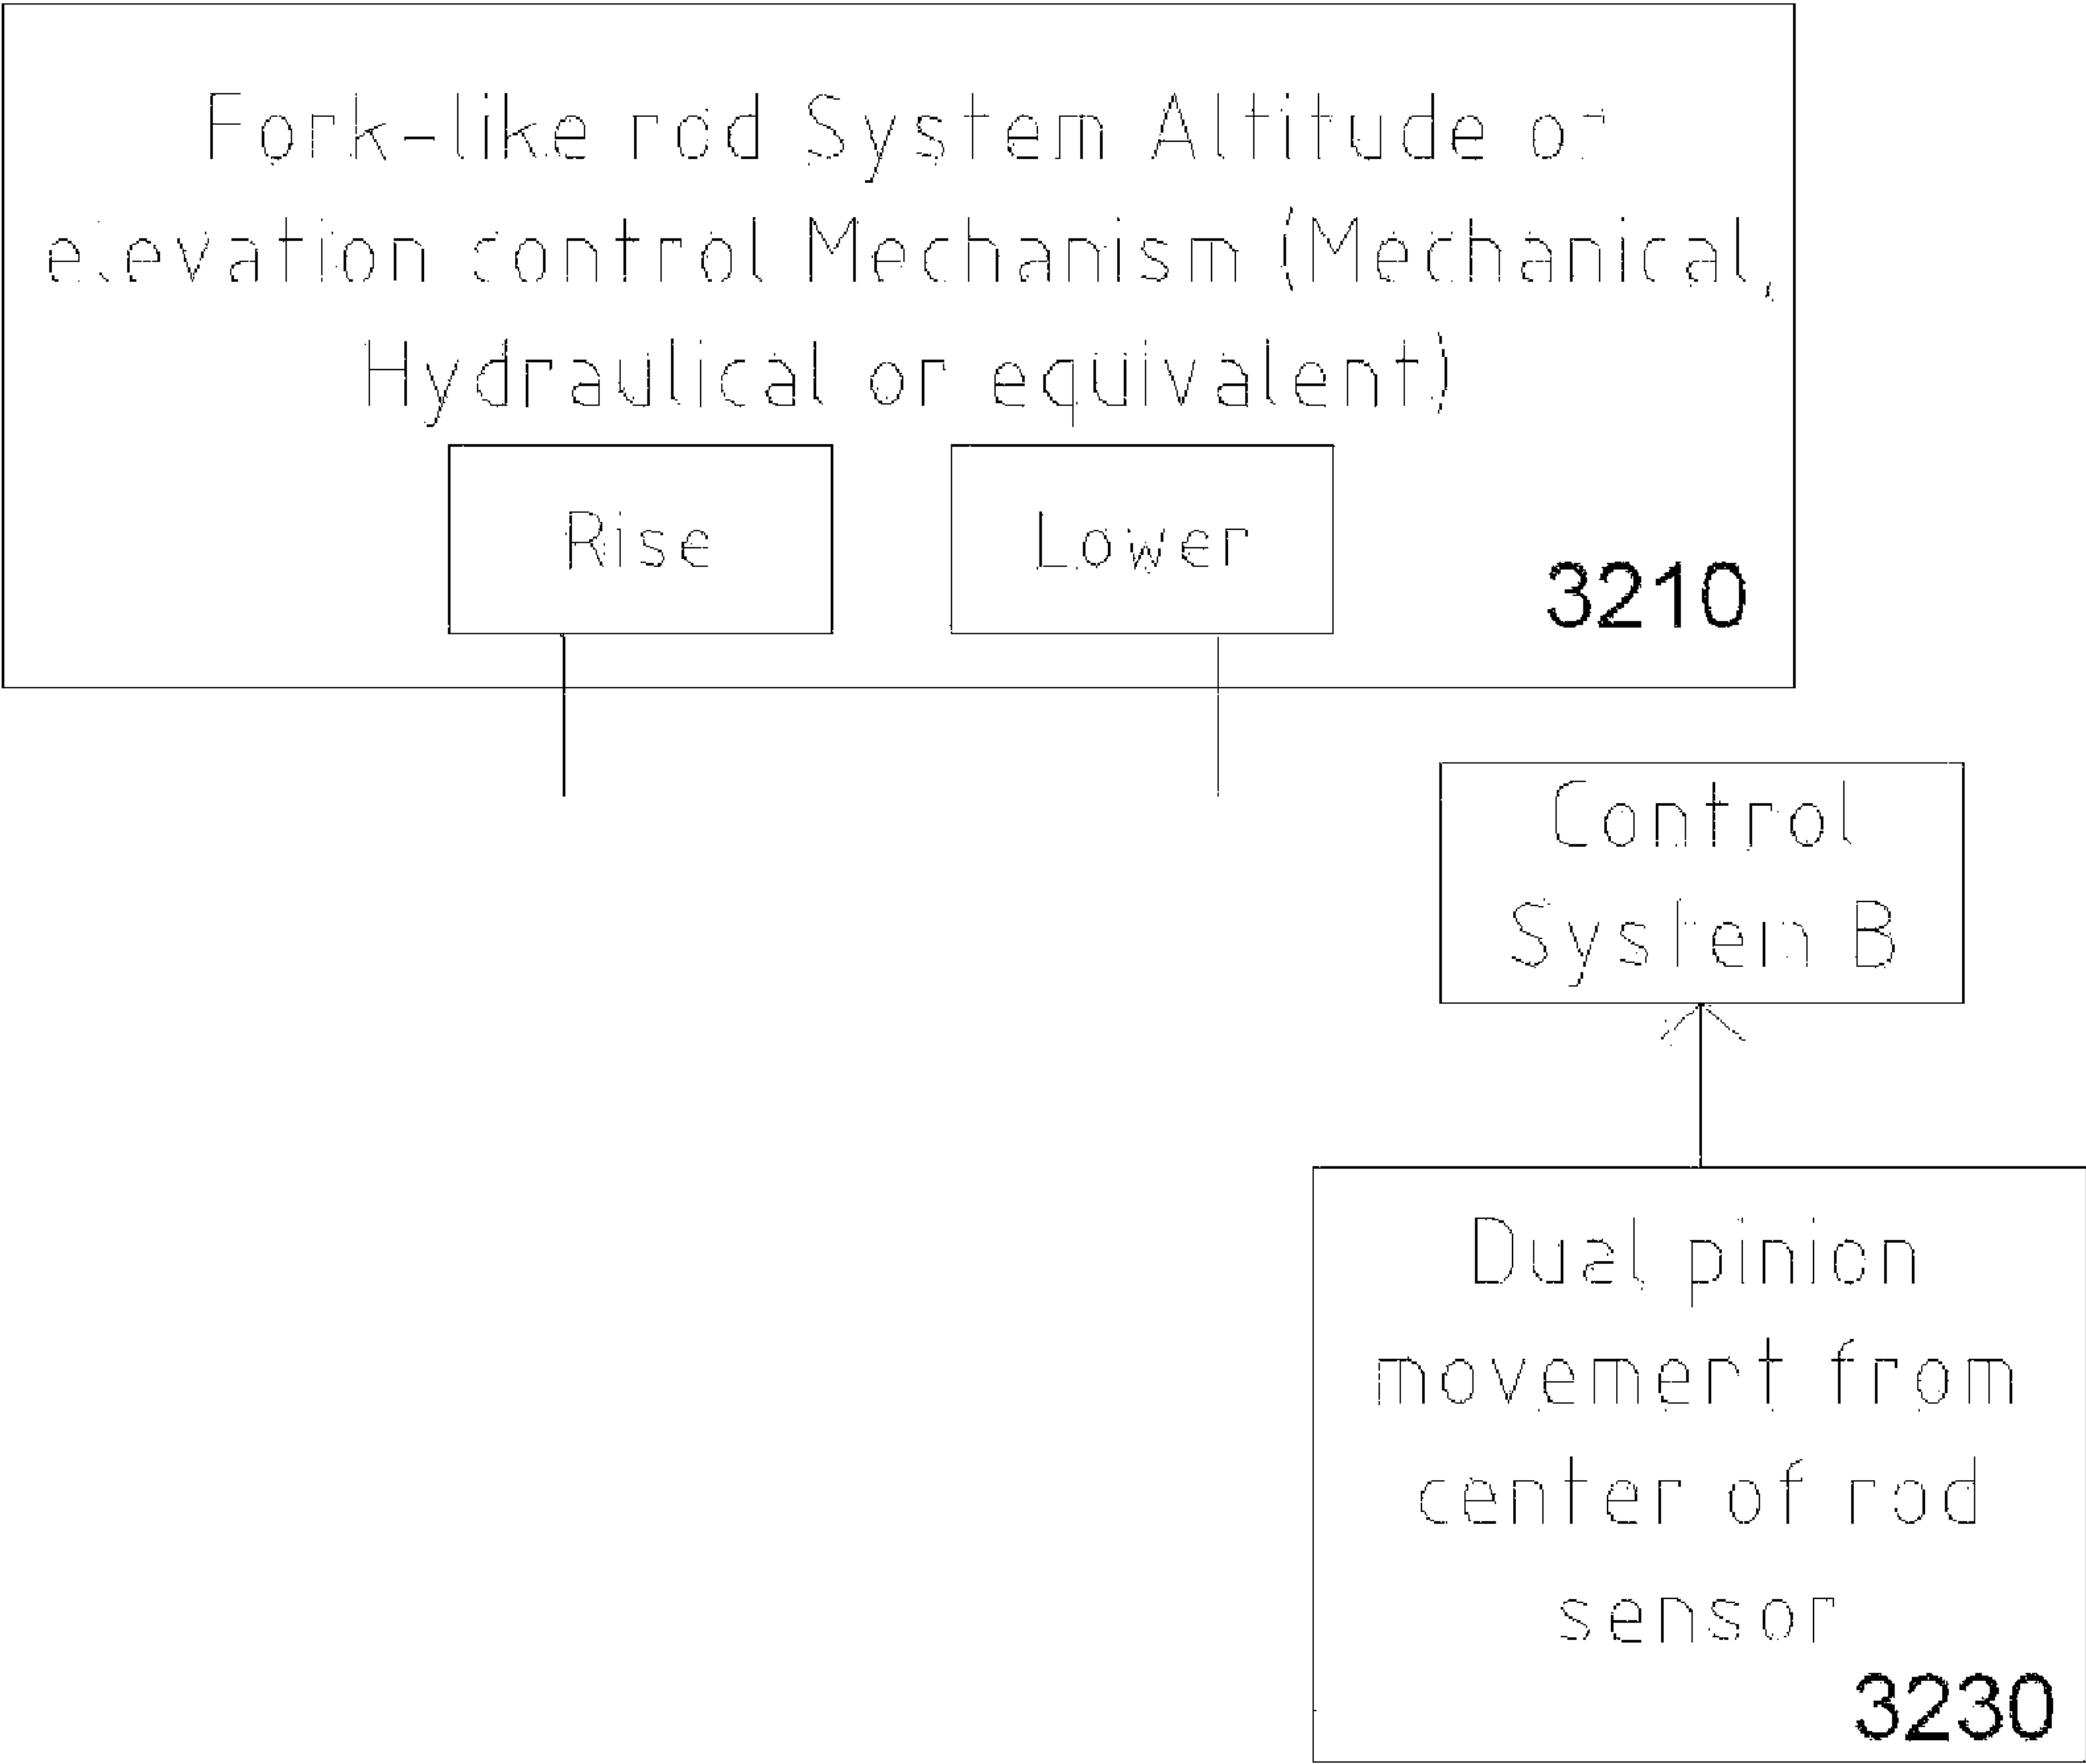 Fork-like rod System Altitude or
elevation control Mechanism (Mechanical,
Hydraulical or equivalent)
Rise
Lower
3210
Control
System B
Dual pinion
movement from
center of rod
sensor
3230